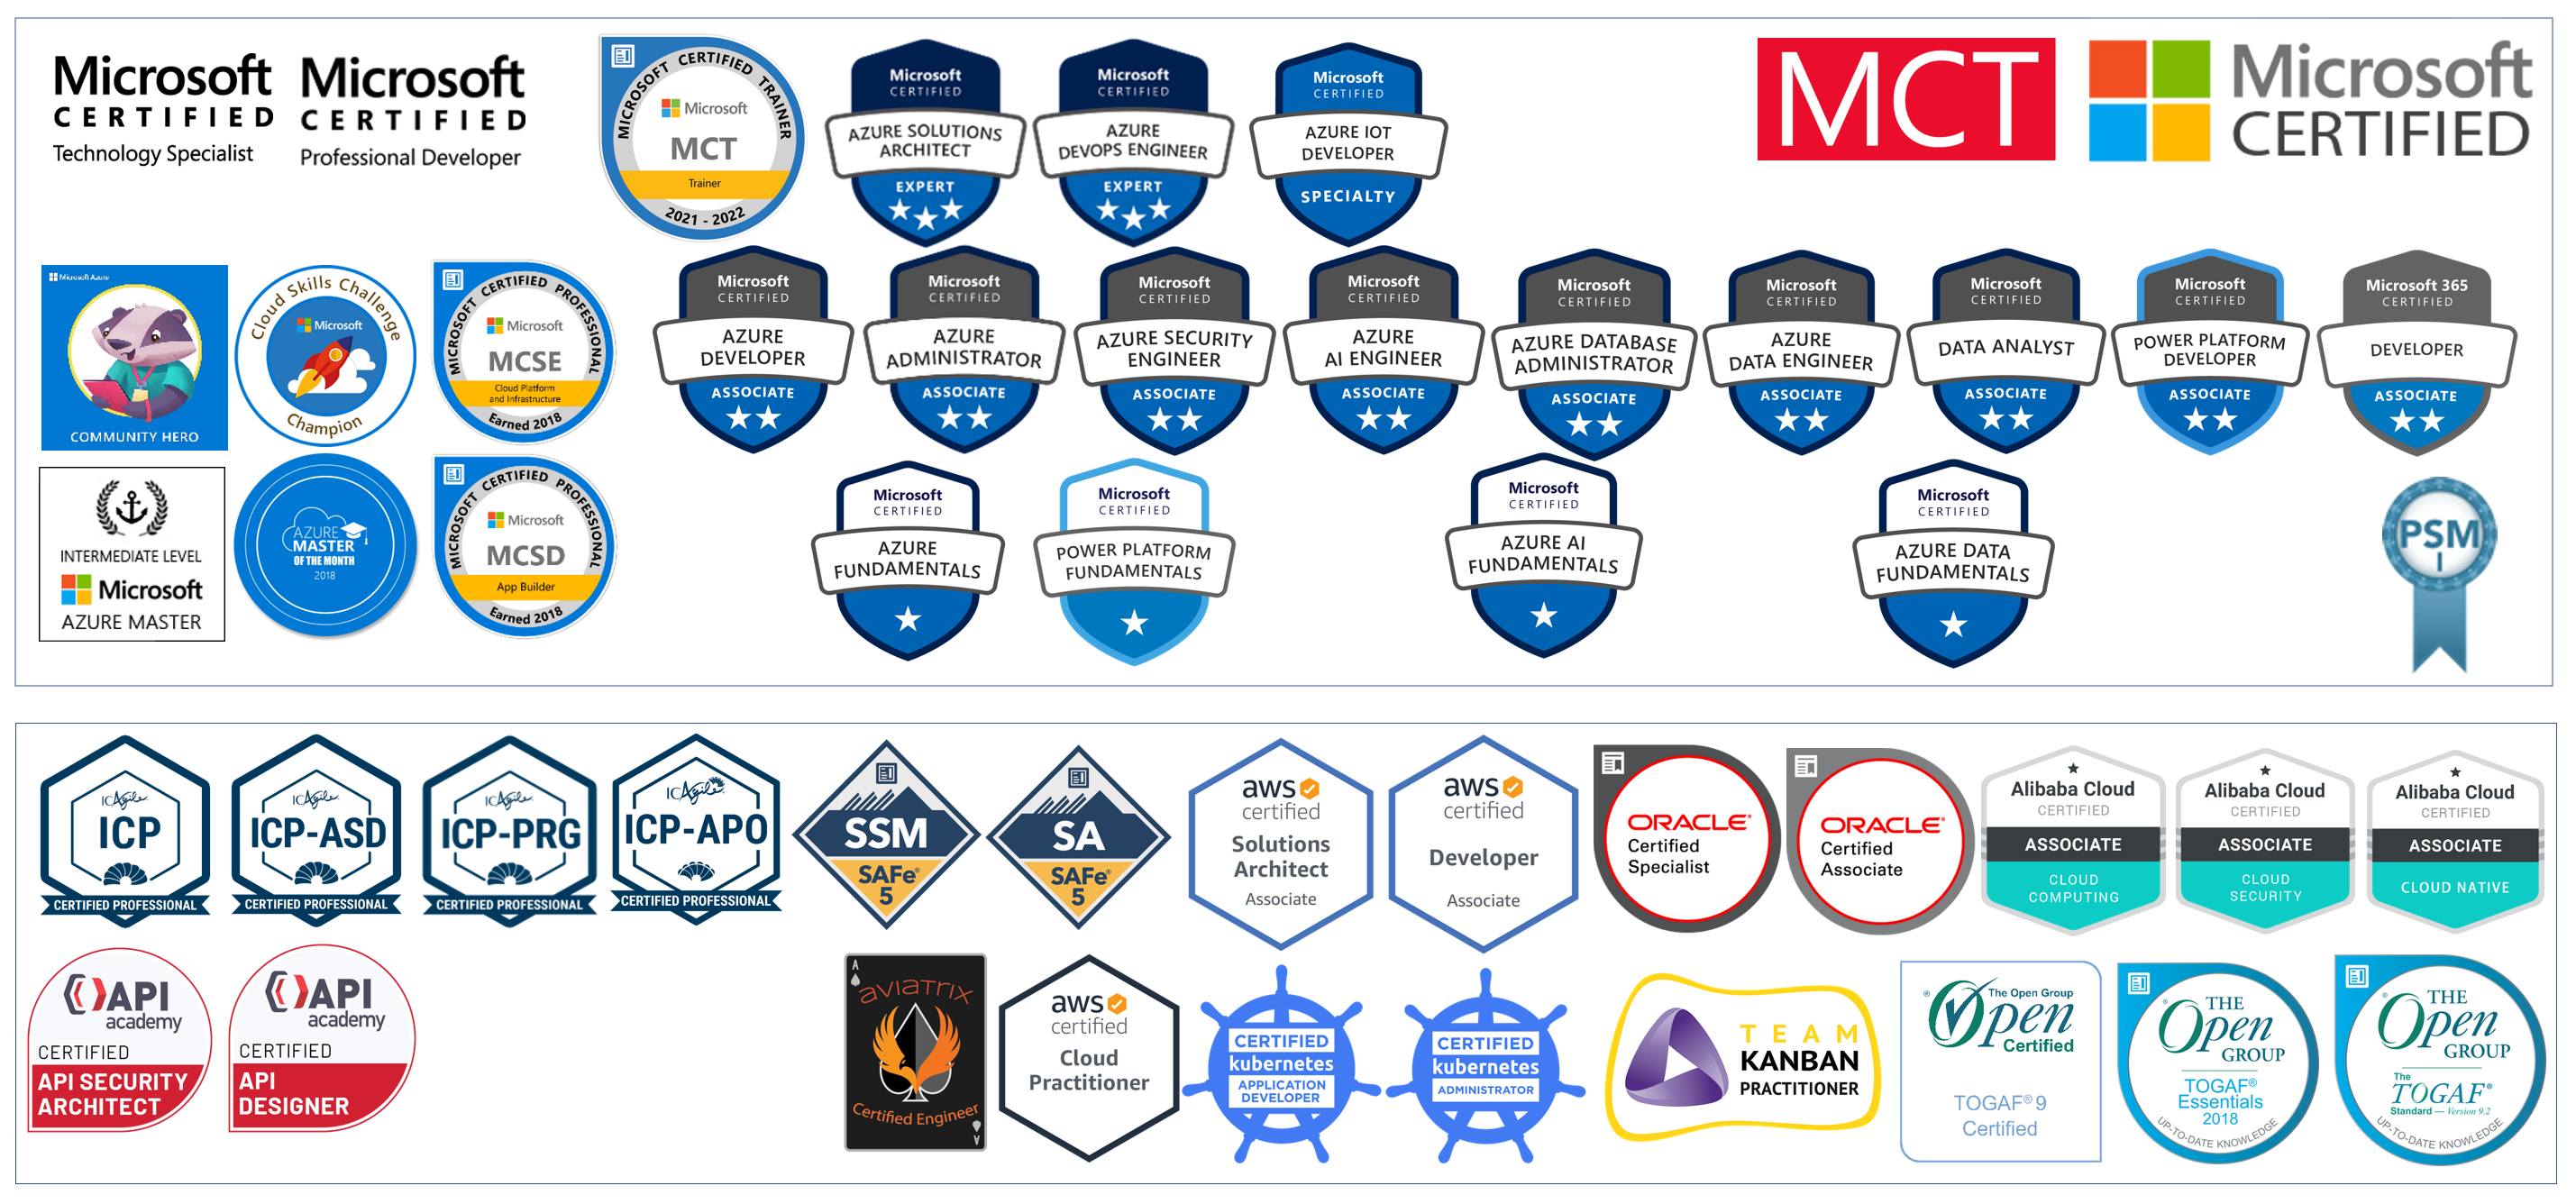 Microsoft
CERTIFIED
Technology Specialist
Microsoft
CERTIFIED
Professional Developer
MICROSOFT CERTIFIED TRAINER
Microsoft
MCT
Trainer
2021 - 2022
Microsoft
CERTIFIED
AZURE SOLUTIONS
ARCHITECT
EXPERT
Microsoft
CERTIFIED
AZURE
DEVOPS ENGINEER
EXPERT
Microsoft
CERTIFIED
AZURE IOT
DEVELOPER
SPECIALTY
MCT
Microsoft
CERTIFIED
Microsoft Azure
COMMUNITY HERO
Cloud Skills Challenge
Microsoft
Champion
MICROSOFT CERTIFIED PROFESSIONAL
Microsoft
MCSE
Cloud Platform
and Infrastructure
Earned 2018
Microsoft
CERTIFIED
AZURE
DEVELOPER
ASSOCIATE
Microsoft
CERTIFIED
AZURE
ADMINISTRATOR
ASSOCIATE
Microsoft
CERTIFIED
AZURE SECURITY
ENGINEER
ASSOCIATE
Microsoft
CERTIFIED
AZURE
AI ENGINEER
ASSOCIATE
Microsoft
CERTIFIED
AZURE DATABASE
ADMINISTRATOR
ASSOCIATE
Microsoft
CERTIFIED
AZURE
DATA ENGINEER
ASSOCIATE
Microsoft
CERTIFIED
DATA ANALYST
ASSOCIATE
Microsoft
CERTIFIED
POWER PLATFORM
DEVELOPER
ASSOCIATE
Microsoft 365
CERTIFIED
DEVELOPER
ASSOCIATE
INTERMEDIATE LEVEL
Microsoft
AZURE MASTER
AZURE
MASTER
OF THE MONTH
2018
MICROSOFT CERTIFIED PROFESSIONAL
Microsoft
MCSD
App Builder
Earned 2018
Microsoft
CERTIFIED
AZURE
FUNDAMENTALS
Microsoft
CERTIFIED
POWER PLATFORM
FUNDAMENTALS
Microsoft
CERTIFIED
AZURE AI
FUNDAMENTALS
Microsoft
CERTIFIED
AZURE DATA
FUNDAMENTALS
PSM
I
ICAgile
ICP
CERTIFIED PROFESSIONAL
ICAgile
ICP-ASD
CERTIFIED PROFESSIONAL
ICAgile
ICP-PRG
CERTIFIED PROFESSIONAL
ICAgile
ICP-APO
CERTIFIED PROFESSIONAL
SSM
SAFe®
5
SA
SAFe®
5
aws
certified
Solutions
Architect
Associate
aws
certified
Developer
Associate
ORACLE®
Certified
Specialist
ORACLE®
Certified
Associate
Alibaba Cloud
CERTIFIED
ASSOCIATE
CLOUD
COMPUTING
Alibaba Cloud
CERTIFIED
ASSOCIATE
CLOUD
SECURITY
Alibaba Cloud
CERTIFIED
ASSOCIATE
CLOUD NATIVE
API
academy
CERTIFIED
API SECURITY
ARCHITECT
API
academy
CERTIFIED
API
DESIGNER
A
aviatrix
Certified Engineer
A
aws
certified
Cloud
Practitioner
CERTIFIED
kubernetes
APPLICATION
DEVELOPER
CERTIFIED
kubernetes
ADMINISTRATOR
TEAM
KANBAN
PRACTITIONER
The Open Group
®Open
Certified
TOGAF® 9
Certified
THE
®Open
GROUP
TOGAF®
Essentials
2018
UP-TO-DATE KNOWLEDGE
THE
®Open
GROUP
The
TOGAF®
Standard — Version 9.2
UP-TO-DATE KNOWLEDGE